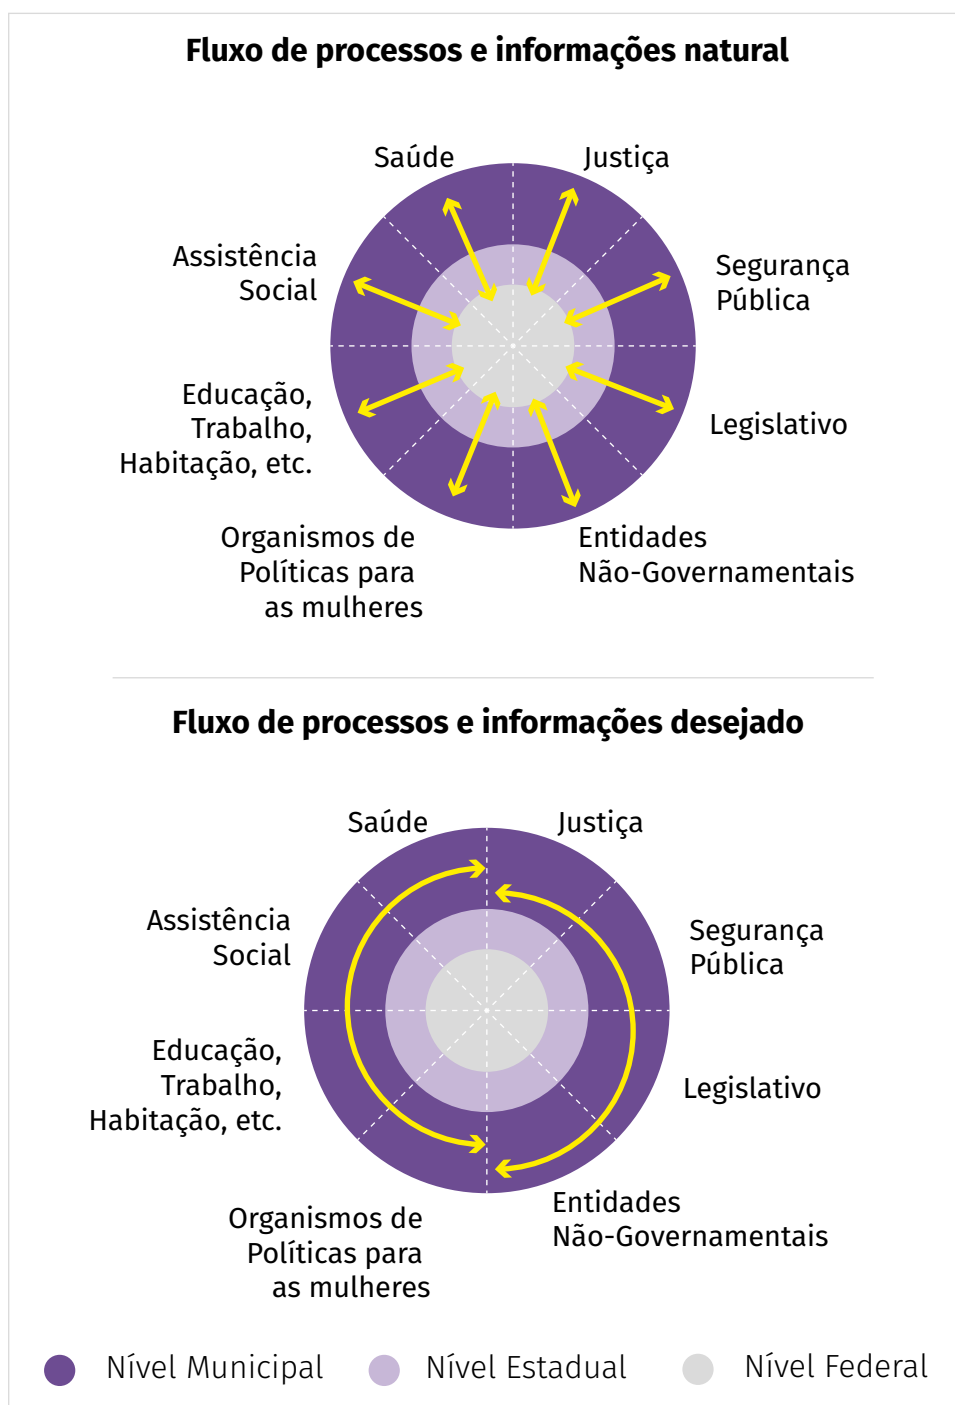 Fluxo de processos e informações natural
Saúde
Justiça
Assistência
Social
Segurança
Pública
Educação,
Trabalho,
Habitação, etc.
Legislativo
Organismos de
Políticas para
as mulheres
Entidades
Não-Governamentais
Fluxo de processos e informações desejado
Saúde
Justiça
Assistência
Social
Segurança
Pública
Educação,
Trabalho,
Habitação, etc.
Legislativo
Organismos de
Políticas para
as mulheres
Entidades
Não-Governamentais
Nível Municipal
Nível Estadual
Nível Federal